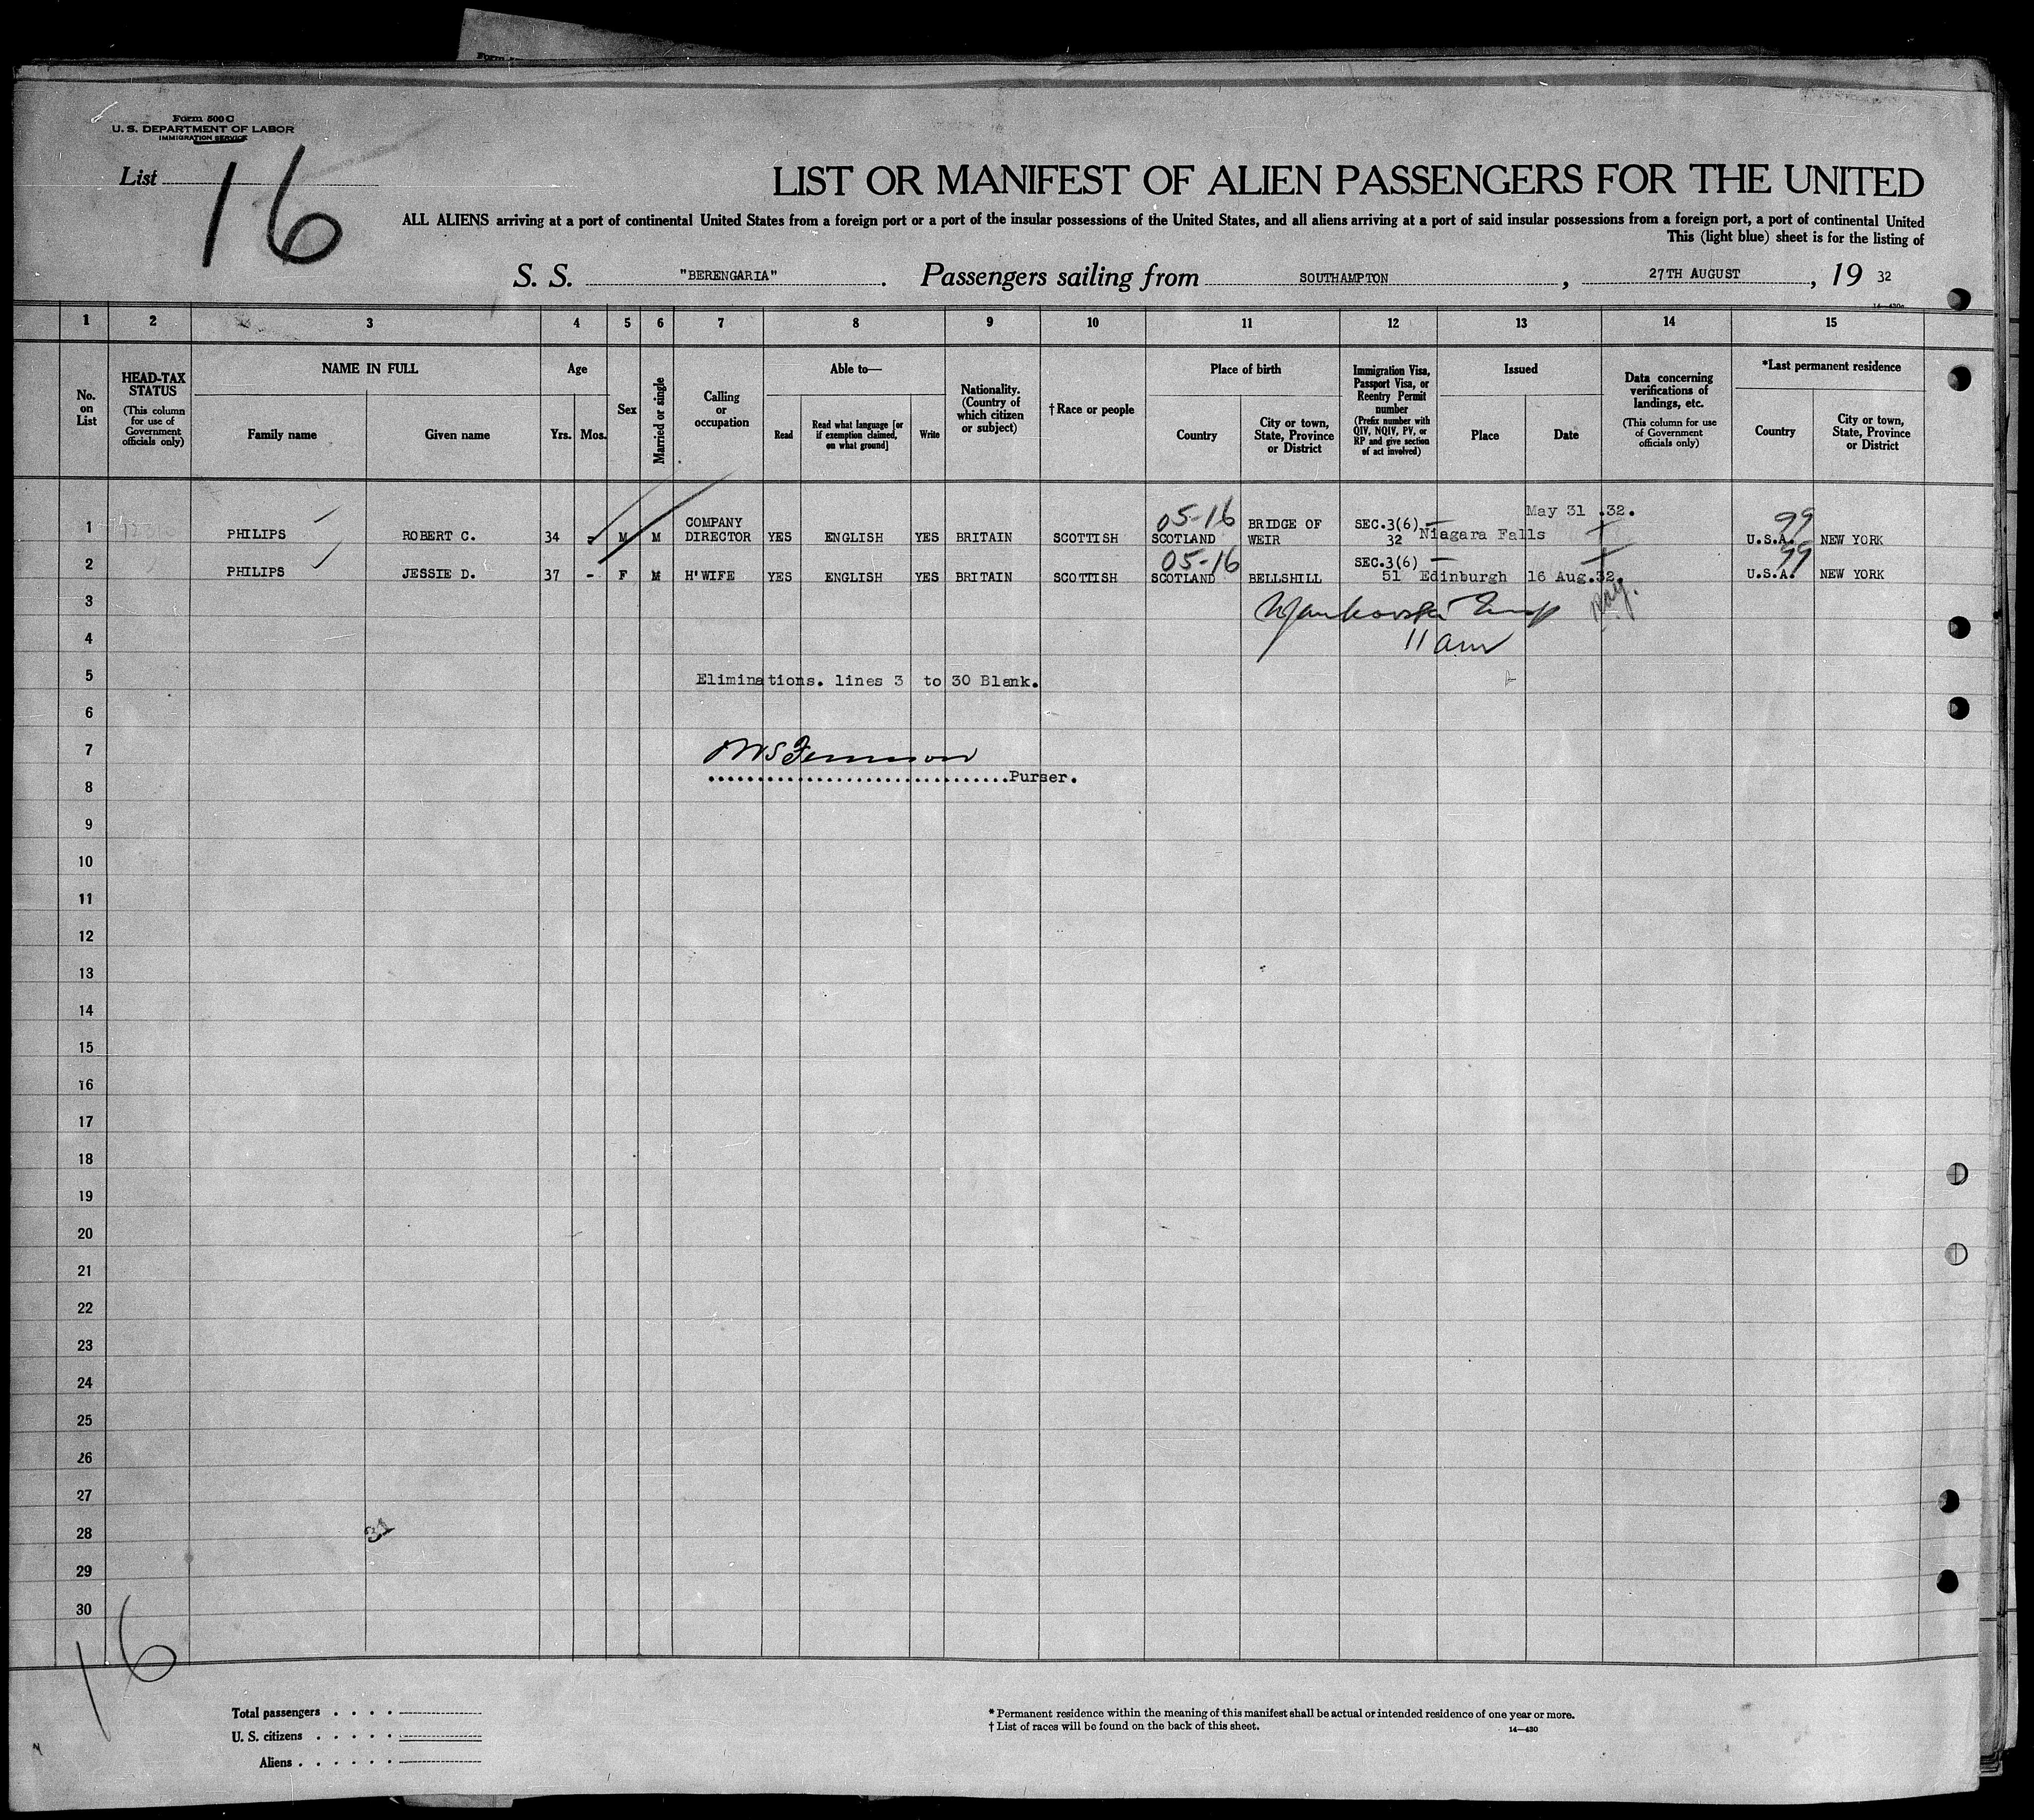 Form 500 C
U. S. DEPARTMENT OF LABOR
IMMIGRATION SERVICE
List 16
LIST OR MANIFEST OF ALIEN PASSENGERS FOR THE UNITED
ALL ALIENS arriving at a port of continental United States from a foreign port or a port of the insular possessions of the United States, and all aliens arriving at a port of said insular possessions from a foreign port, a port of continental United
This (light blue) sheet is for the listing of
S. S. "BERENGARIA". Passengers sailing from SOUTHAMPTON, 27TH AUGUST, 19 32
1 2 3 4 5 6 7 8 9 10 11 12 13 14 15
No. on List
HEAD-TAX STATUS
(This column for use of Government officials only)
NAME IN FULL
Family name
Given name
Age
Yrs. Mos.
Sex
Married or single
Calling or occupation
Able to—
Read
Read what language [or if exemption claimed, on what ground]
Write
Nationality. (Country of which citizen or subject)
† Race or people
Place of birth
Country
City or town, State, Province or District
Immigration Visa, Passport Visa, or Reentry Permit number
(Prefix number with QIV, NQIV, PV, or RP and give section of act involved)
Issued
Place
Date
Data concerning verifications of landings, etc.
(This column for use of Government officials only)
*Last permanent residence
Country
City or town, State, Province or District
05-16 May 31 .32. 99
1 PHILIPS ROBERT C. 34 - M M COMPANY DIRECTOR YES ENGLISH YES BRITAIN SCOTTISH SCOTLAND BRIDGE OF WEIR SEC.3(6) 32 Niagara Falls U.S.A. NEW YORK
05-16 99
2 PHILIPS JESSIE D. 37 - F M H'WIFE YES ENGLISH YES BRITAIN SCOTTISH SCOTLAND BELLSHILL SEC.3(6) 51 Edinburgh 16 Aug.32. U.S.A. NEW YORK
3
4 11 am
5 Eliminations. lines 3 to 30 Blank.
6
7
8 Purser.
9
10
11
12
13
14
15
16
17
18
19
20
21
22
23
24
25
26
27
28 31
29
30
16
Total passengers
U. S. citizens
Aliens
* Permanent residence within the meaning of this manifest shall be actual or intended residence of one year or more.
† List of races will be found on the back of this sheet. 14—430